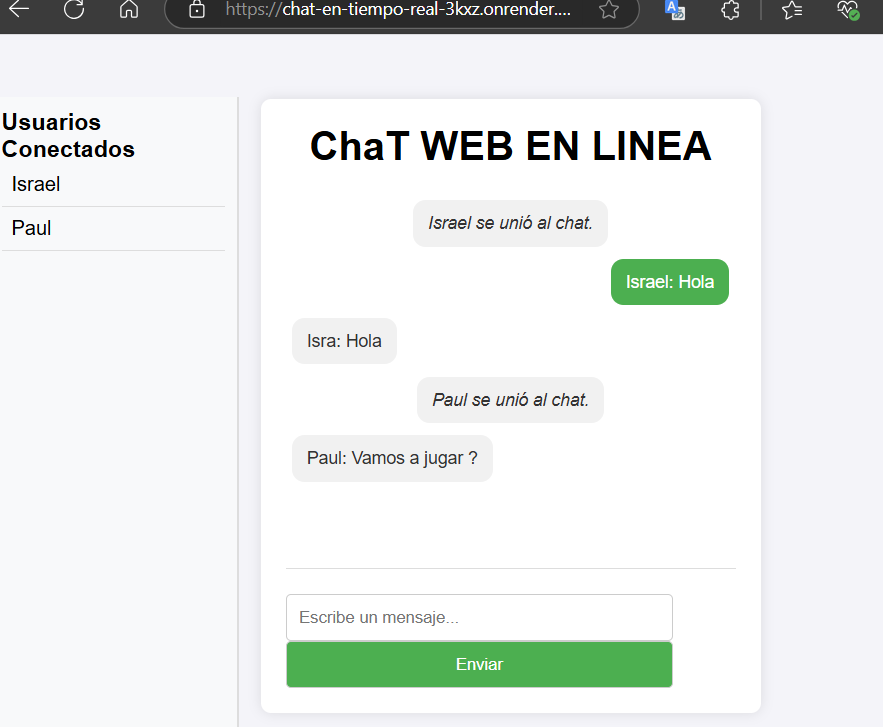 https://chat-en-tiempo-real-3kxz.onrender....
Usuarios
Conectados
Israel
Paul
ChaT WEB EN LINEA
Israel se unió al chat.
Israel: Hola
Isra: Hola
Paul se unió al chat.
Paul: Vamos a jugar ?
Escribe un mensaje...
Enviar